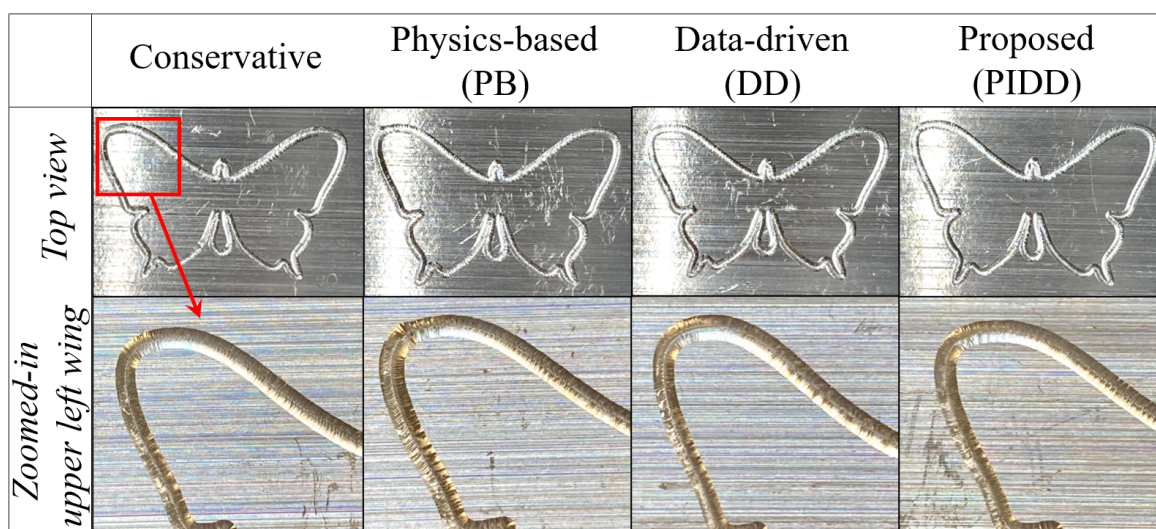 Conservative
Physics-based
(PB)
Data-driven
(DD)
Proposed
(PIDD)
Top view
Zoomed-in
upper left wing